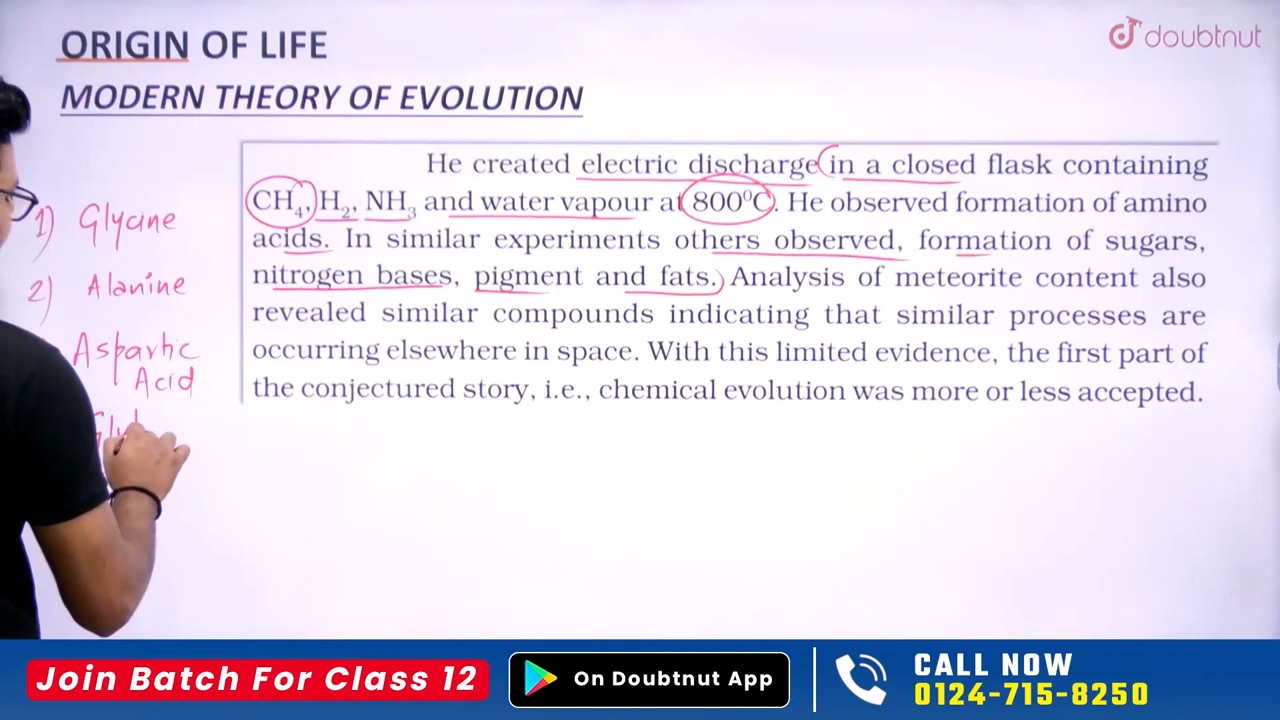 ORIGIN OF LIFE
doubtnut
MODERN THEORY OF EVOLUTION
He created electric discharge in a closed flask containing
CH₄, H₂, NH₃ and water vapour at 800⁰C. He observed formation of amino
acids. In similar experiments others observed, formation of sugars,
nitrogen bases, pigment and fats. Analysis of meteorite content also
revealed similar compounds indicating that similar processes are
occurring elsewhere in space. With this limited evidence, the first part of
the conjectured story, i.e., chemical evolution was more or less accepted.
1) Glycine
2) Alanine
Aspartic
Acid
Join Batch For Class 12
On Doubtnut App
CALL NOW
0124-715-8250